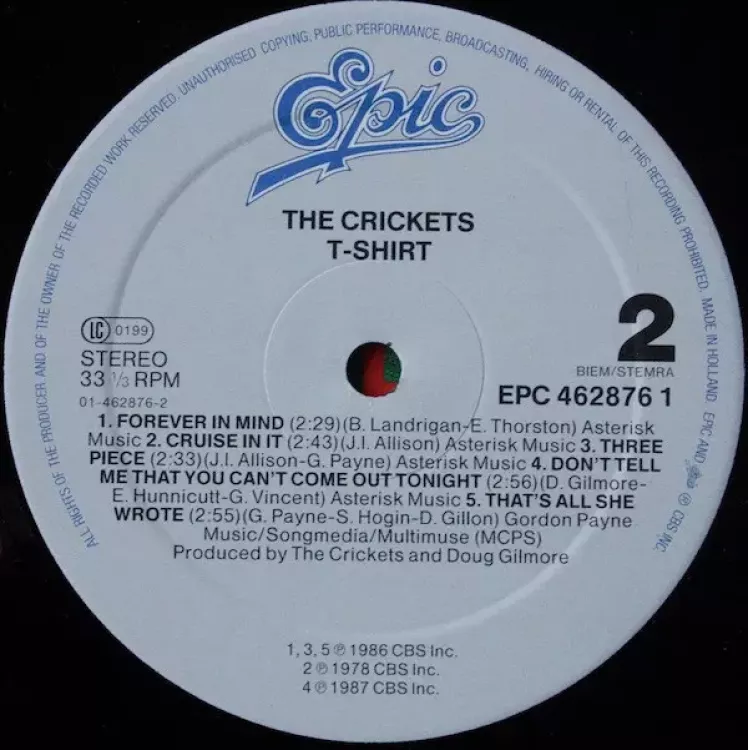 ALL RIGHTS OF THE PRODUCER AND OF THE OWNER OF THE RECORDED WORK RESERVED. UNAUTHORISED COPYING, PUBLIC PERFORMANCE, BROADCASTING, HIRING OR RENTAL OF THIS RECORDING PROHIBITED. MADE IN HOLLAND. EPIC AND
℗ CBS INC.
Epic
THE CRICKETS
T-SHIRT
LC 0199
STEREO
33 1/3 RPM
01-462876-2
2
BIEM/STEMRA
EPC 462876 1
1. FOREVER IN MIND (2:29)(B. Landrigan-E. Thorston) Asterisk
Music 2. CRUISE IN IT (2:43)(J.I. Allison) Asterisk Music 3. THREE
PIECE (2:33)(J.I. Allison-G. Payne) Asterisk Music 4. DON'T TELL
ME THAT YOU CAN'T COME OUT TONIGHT (2:56)(D. Gilmore-
E. Hunnicutt-G. Vincent) Asterisk Music 5. THAT'S ALL SHE
WROTE (2:55)(G. Payne-S. Hogin-D. Gillon) Gordon Payne
Music/Songmedia/Multimuse (MCPS)
Produced by The Crickets and Doug Gilmore
1, 3, 5 ℗ 1986 CBS Inc.
2 ℗ 1978 CBS Inc.
4 ℗ 1987 CBS Inc.